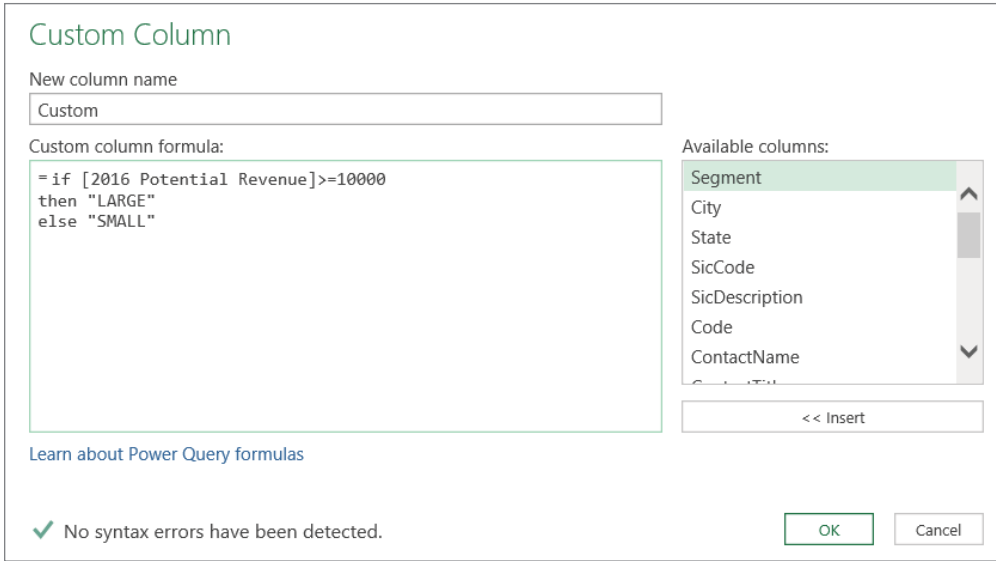 Custom Column
New column name
Custom
Custom column formula:
Available columns:
=if [2016 Potential Revenue]>=10000
then "LARGE"
else "SMALL"
Segment
City
State
SicCode
SicDescription
Code
ContactName
<< Insert
Learn about Power Query formulas
No syntax errors have been detected.
OK
Cancel